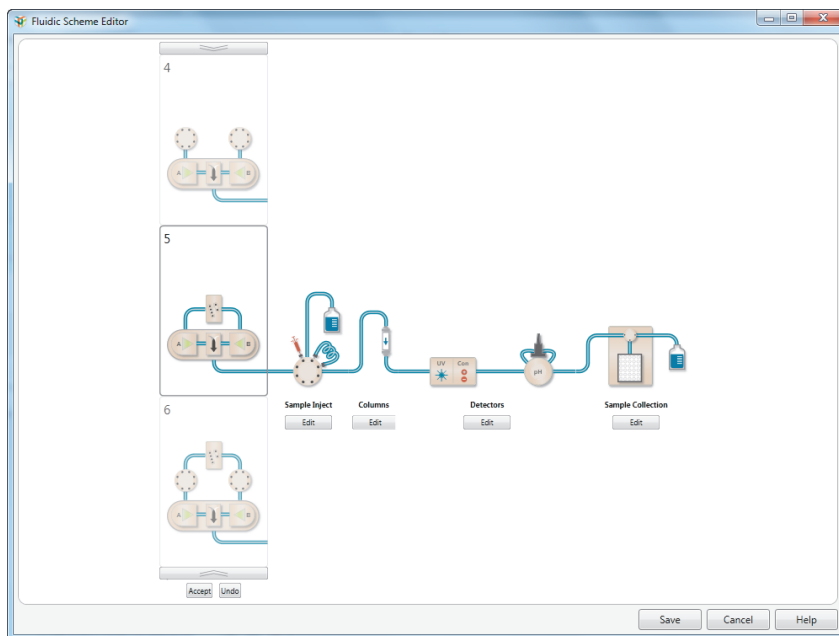 Fluidic Scheme Editor
4
A B
5
A B
UV Con
pH
Sample Inject Columns Detectors Sample Collection
Edit Edit Edit Edit
6
A B
Accept Undo
Save Cancel Help